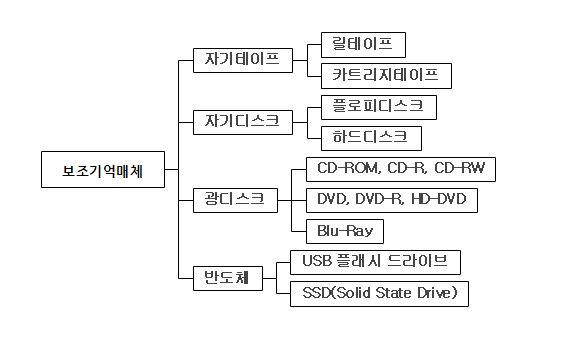 보조기억매체
자기테이프
릴테이프
카트리지테이프
자기디스크
플로피디스크
하드디스크
광디스크
CD-ROM, CD-R, CD-RW
DVD, DVD-R, HD-DVD
Blu-Ray
반도체
USB 플래시 드라이브
SSD(Solid State Drive)